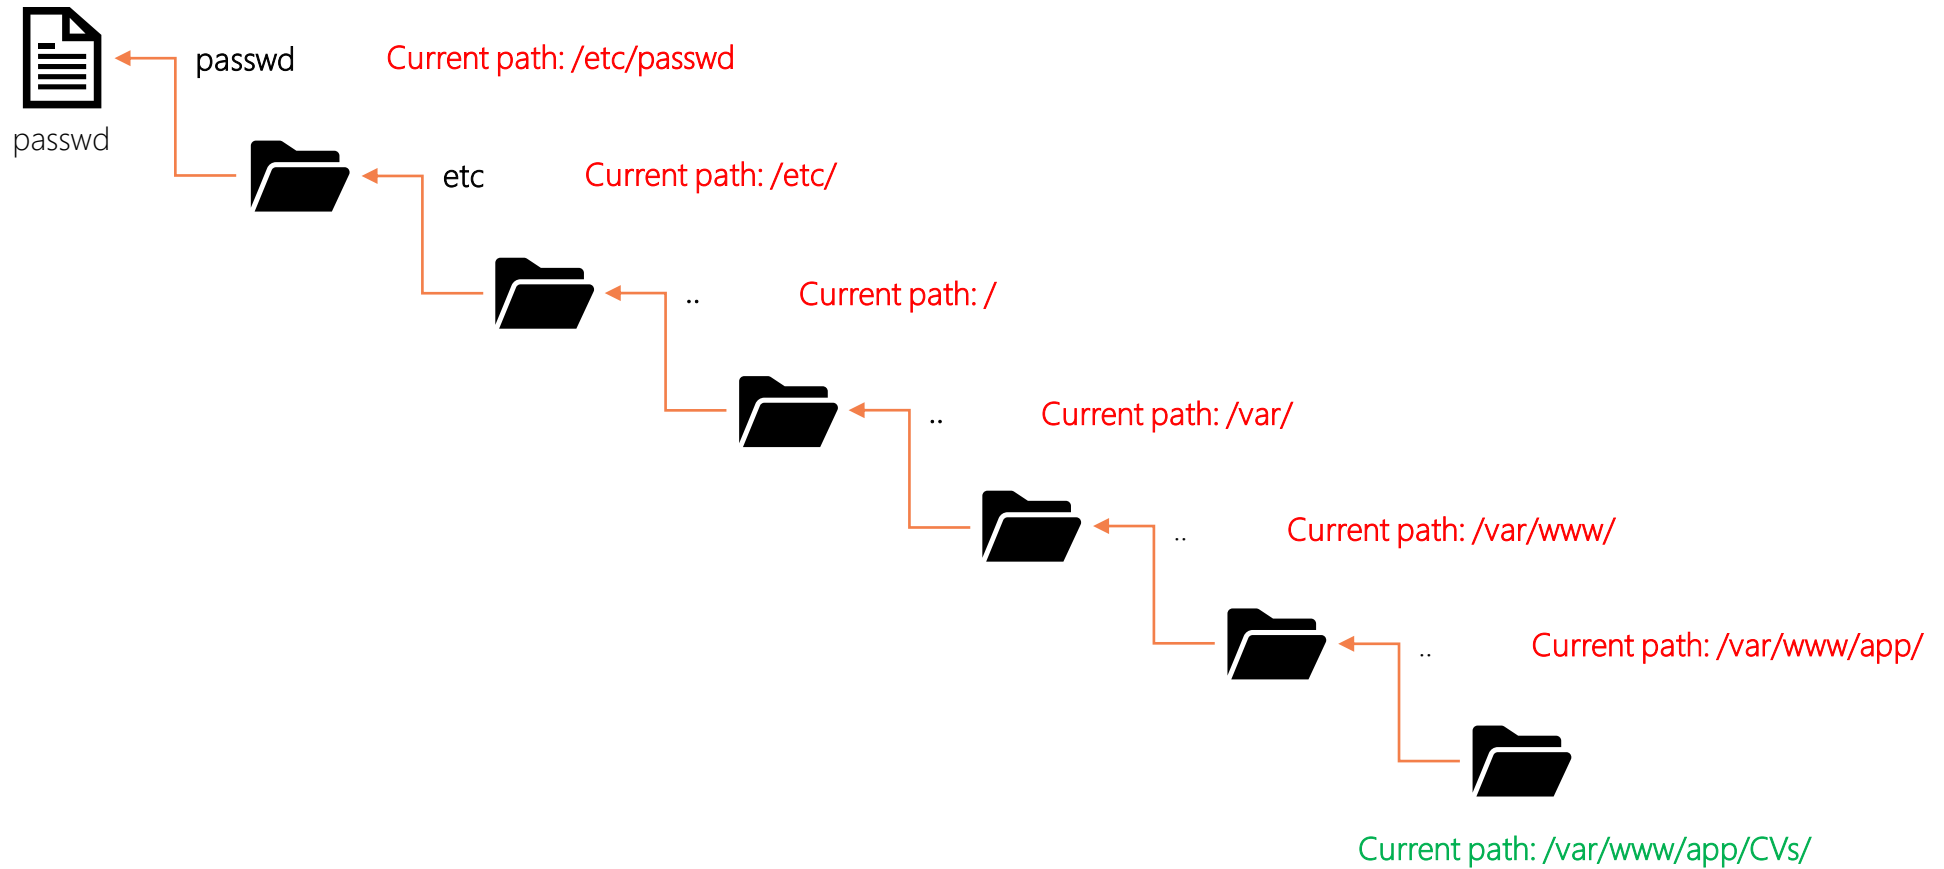 passwd
Current path: /etc/passwd
passwd
etc
Current path: /etc/
..
Current path: /
..
Current path: /var/
..
Current path: /var/www/
..
Current path: /var/www/app/
Current path: /var/www/app/CVs/